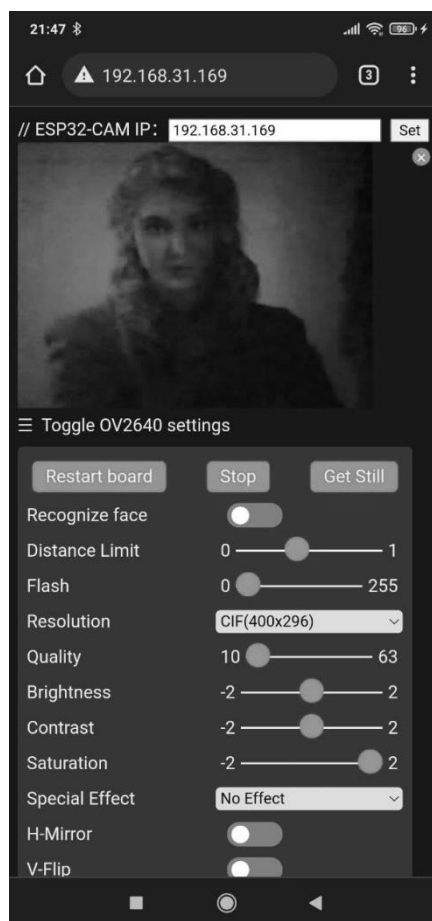 21:47 96
192.168.31.169 3
// ESP32-CAM IP: 192.168.31.169 Set
Toggle OV2640 settings
Restart board Stop Get Still
Recognize face
Distance Limit 0 1
Flash 0 255
Resolution CIF(400x296)
Quality 10 63
Brightness -2 2
Contrast -2 2
Saturation -2 2
Special Effect No Effect
H-Mirror
V-Flip